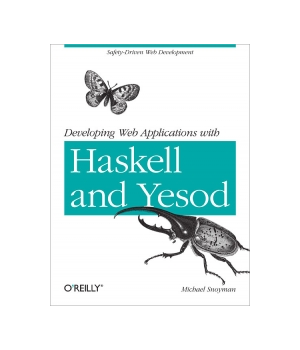 Safety-Driven Web Development
Developing Web Applications with
Haskell
and Yesod
O'REILLY®
Michael Snoyman